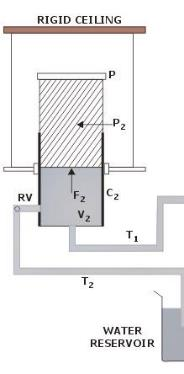 RIGID CEILING
P
P₂
F₂
C₂
RV
V₂
T₁
T₂
WATER
RESERVOIR